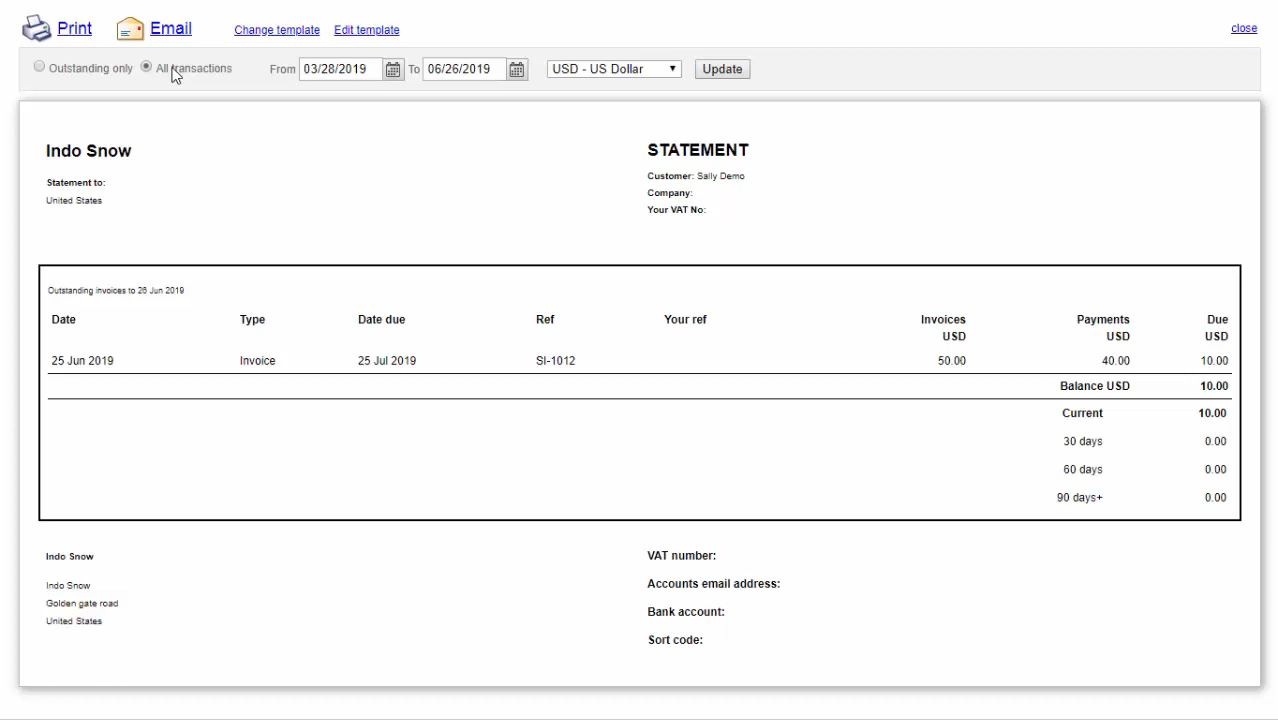 Print Email Change template Edit template close
Outstanding only All transactions From 03/28/2019 To 06/26/2019 USD - US Dollar Update
Indo Snow STATEMENT
Statement to: Customer: Sally Demo
United States Company:
Your VAT No:
Outstanding invoices to 26 Jun 2019
Date Type Date due Ref Your ref Invoices Payments Due
USD USD USD
25 Jun 2019 Invoice 25 Jul 2019 SI-1012 50.00 40.00 10.00
Balance USD 10.00
Current 10.00
30 days 0.00
60 days 0.00
90 days+ 0.00
Indo Snow VAT number:
Indo Snow Accounts email address:
Golden gate road Bank account:
United States
Sort code: